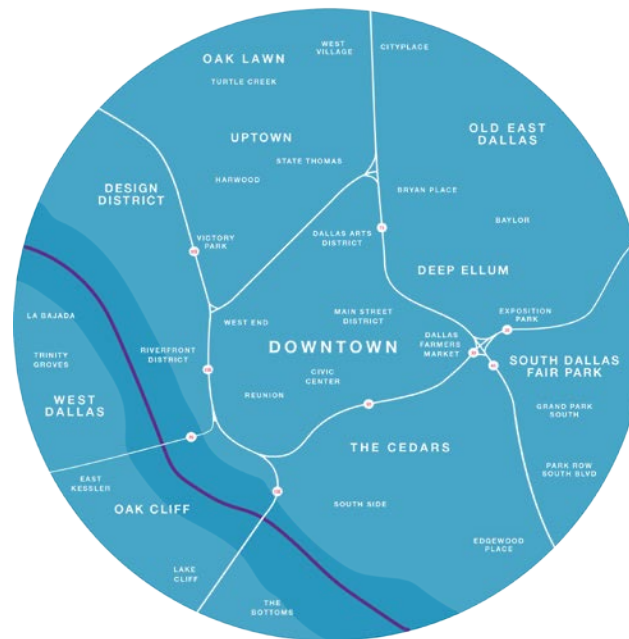 WEST
VILLAGE
CITYPLACE
OAK LAWN
TURTLE CREEK
UPTOWN
OLD EAST
DALLAS
STATE THOMAS
HARWOOD
DESIGN
DISTRICT
BRYAN PLACE
BAYLOR
VICTORY
PARK
DALLAS ARTS
DISTRICT
DEEP ELLUM
LA BAJADA
WEST END
MAIN STREET
DISTRICT
EXPOSITION
PARK
TRINITY
GROVES
RIVERFRONT
DISTRICT
DOWNTOWN
DALLAS
FARMERS
MARKET
SOUTH DALLAS
FAIR PARK
CIVIC
CENTER
WEST
DALLAS
REUNION
GRAND PARK
SOUTH
THE CEDARS
EAST
KESSLER
PARK ROW
SOUTH BLVD
OAK CLIFF
SOUTH SIDE
EDGEWOOD
PLACE
LAKE
CLIFF
THE
BOTTOMS